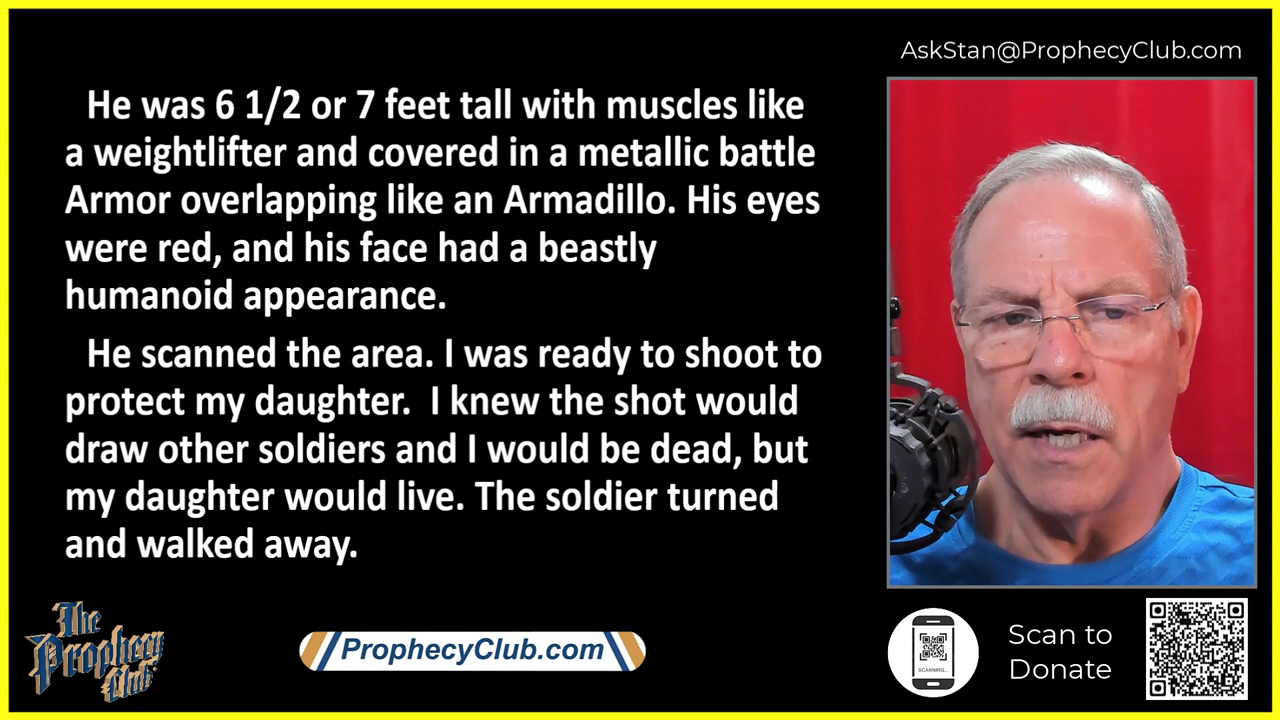 AskStan@ProphecyClub.com
He was 6 1/2 or 7 feet tall with muscles like
a weightlifter and covered in a metallic battle
Armor overlapping like an Armadillo. His eyes
were red, and his face had a beastly
humanoid appearance.
He scanned the area. I was ready to shoot to
protect my daughter.  I knew the shot would
draw other soldiers and I would be dead, but
my daughter would live. The soldier turned
and walked away.
The
Prophecy
Club
ProphecyClub.com
SCANNING...
Scan to
Donate